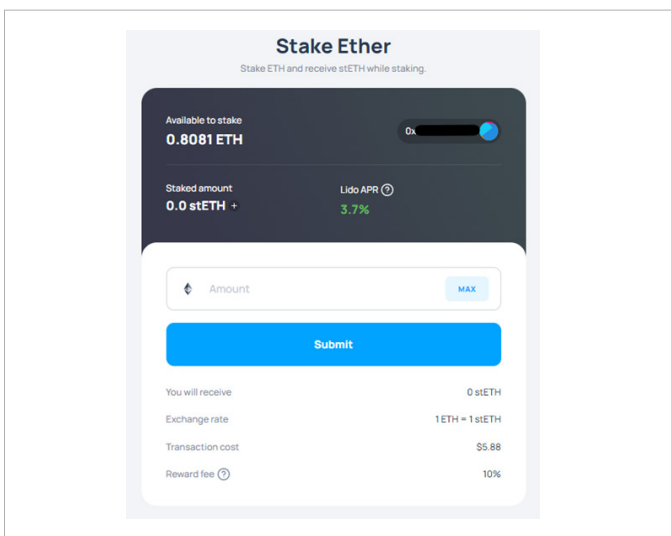 Stake Ether
Stake ETH and receive stETH while staking.
Available to stake
0.8081 ETH
0x
Staked amount
0.0 stETH +
Lido APR ?
3.7%
Amount
MAX
Submit
You will receive 0 stETH
Exchange rate 1 ETH = 1 stETH
Transaction cost $5.88
Reward fee ? 10%